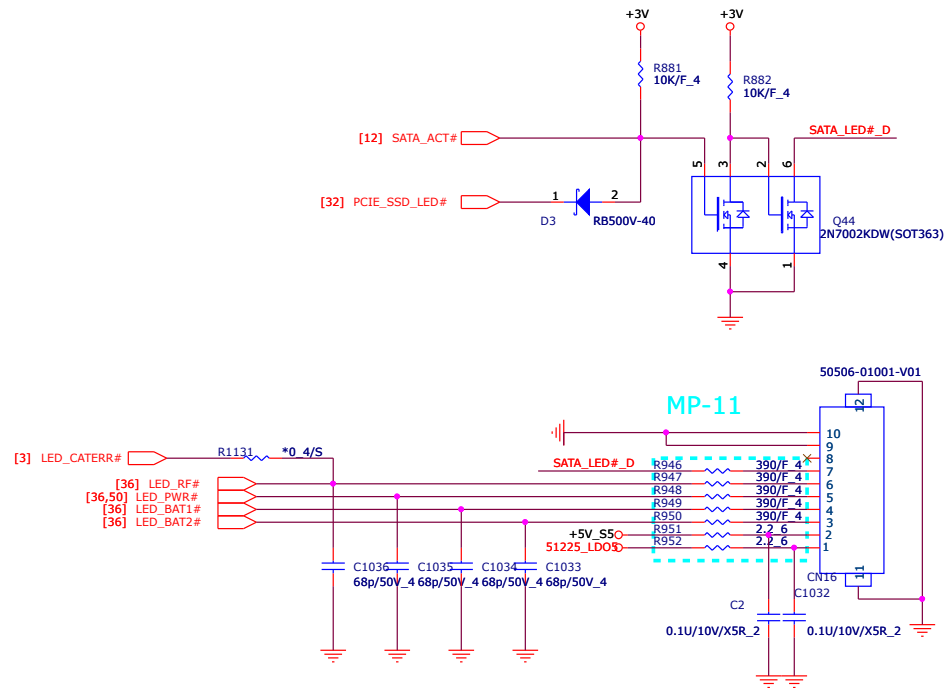 +3V
+3V
R881
10K/F_4
R882
10K/F_4
[12] SATA_ACT#
SATA_LED#_D
5
3
2
6
[32] PCIE_SSD_LED#
1
2
D3
RB500V-40
Q44
2N7002KDW(SOT363)
4
1
50506-01001-V01
12
MP-11
10
9
8
7
6
5
4
3
2
1
[3] LED_CATERR#
R1131
*0_4/S
SATA_LED#_D
R946
390/F_4
[36] LED_RF#
R947
390/F_4
[36,50] LED_PWR#
R948
390/F_4
[36] LED_BAT1#
R949
390/F_4
[36] LED_BAT2#
R950
390/F_4
+5V_S5
R951
2.2_6
51225_LDO5
R952
2.2_6
C1036
68p/50V_4
C1035
68p/50V_4
C1034
68p/50V_4
C1033
68p/50V_4
11
CN16
C1032
C2
0.1U/10V/X5R_2
0.1U/10V/X5R_2